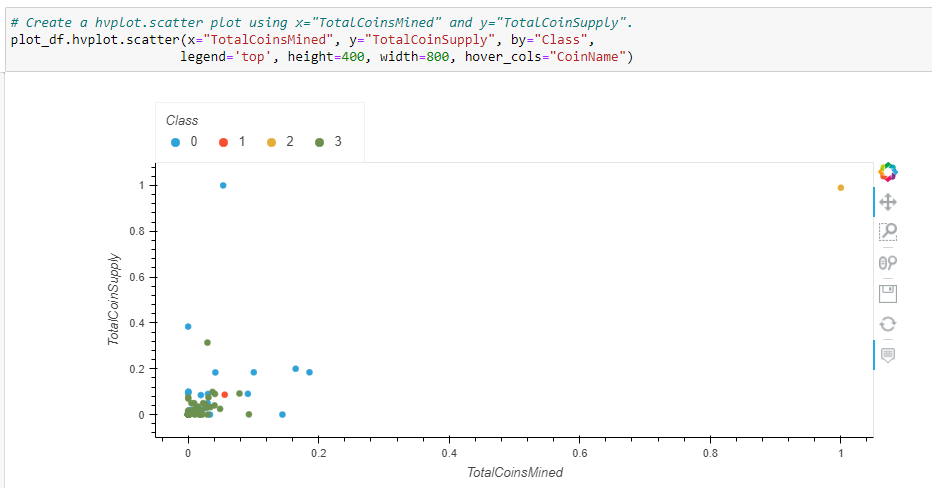 # Create a hvplot.scatter plot using x="TotalCoinsMined" and y="TotalCoinSupply".
plot_df.hvplot.scatter(x="TotalCoinsMined", y="TotalCoinSupply", by="Class",
legend='top', height=400, width=800, hover_cols="CoinName")
Class
0 1 2 3
TotalCoinSupply
1
0.8
0.6
0.4
0.2
0
0 0.2 0.4 0.6 0.8 1
TotalCoinsMined